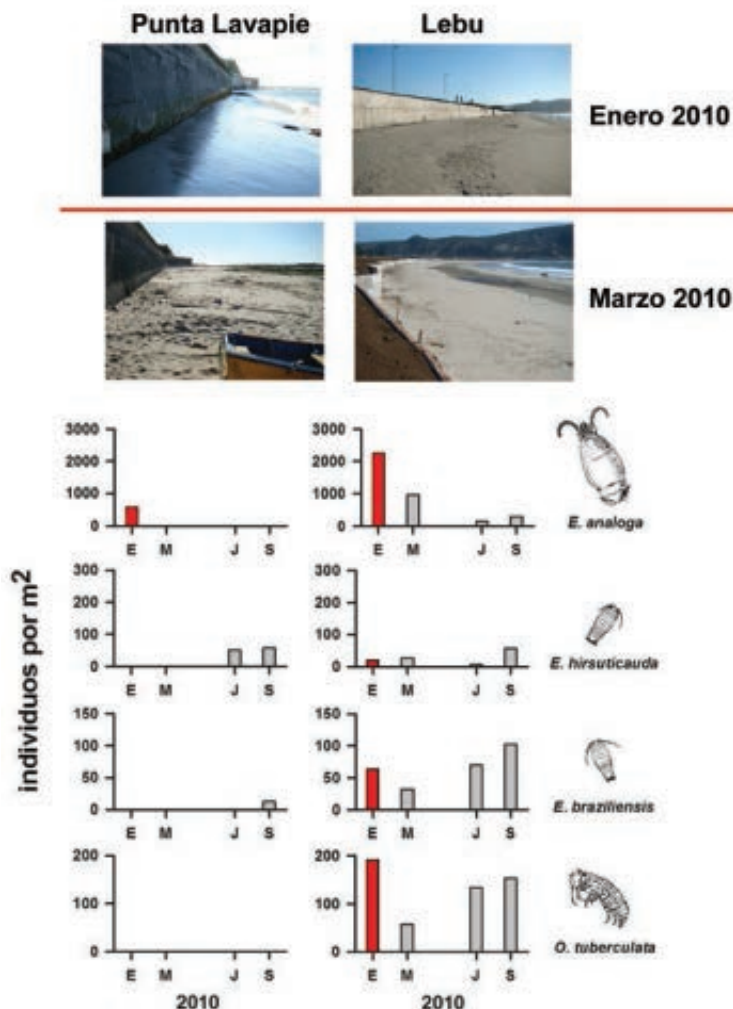 Punta Lavapie Lebu
Enero 2010
Marzo 2010
individuos por m2
3000
2000
1000
0
E M J S
3000
2000
1000
0
E M J S
E. analoga
300
200
100
0
E M J S
300
200
100
0
E M J S
E. hirsuticauda
150
100
50
0
E M J S
150
100
50
0
E M J S
E. braziliensis
200
100
0
E M J S
2010
200
100
0
E M J S
2010
O. tuberculata